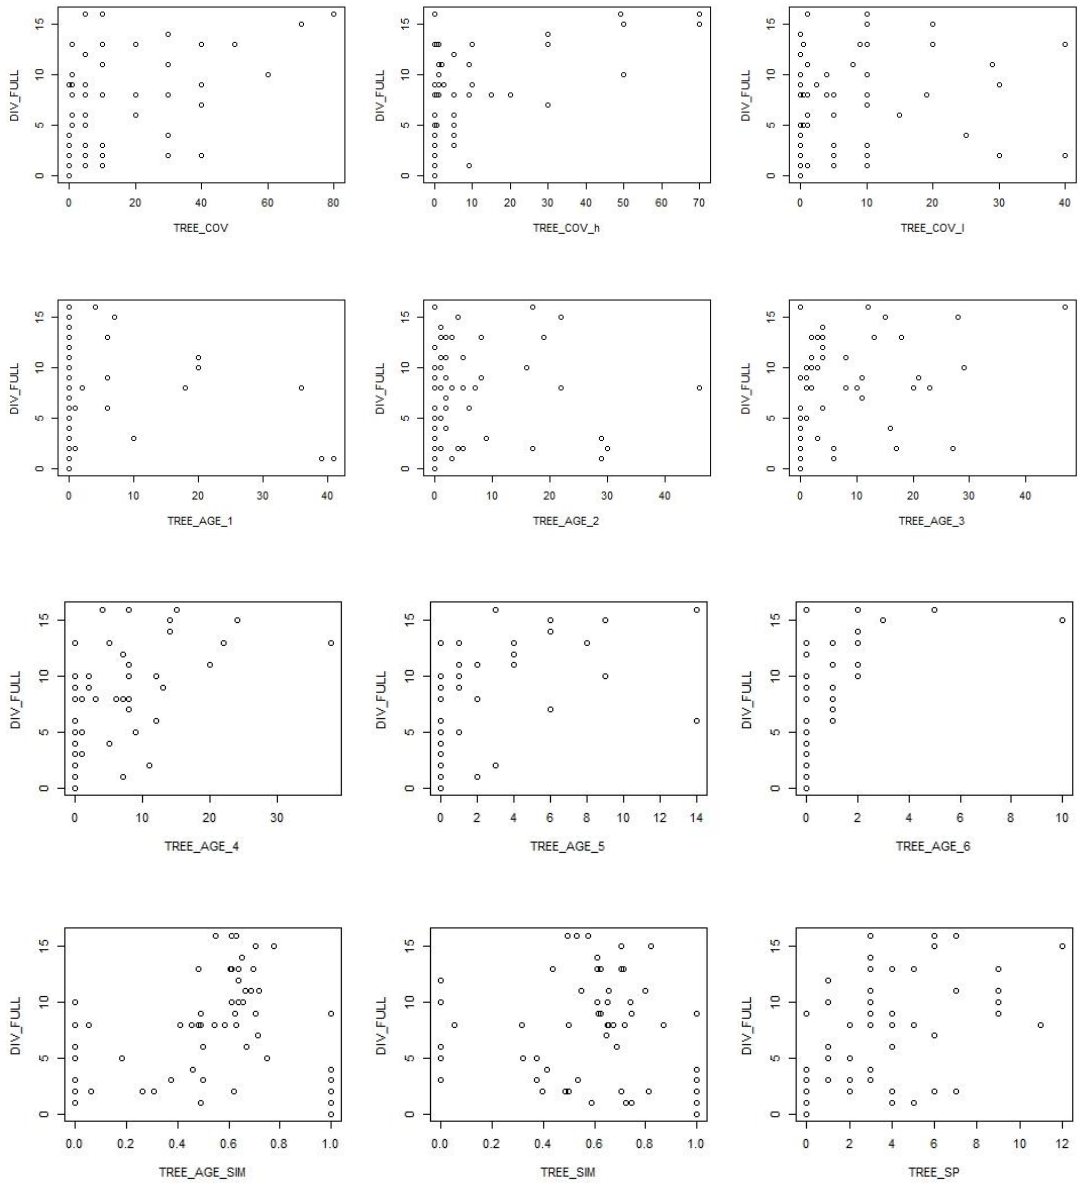 DIV_FULL
0 5 10 15
0 20 40 60 80
TREE_COV
DIV_FULL
0 5 10 15
0 10 20 30 40 50 60 70
TREE_COV_h
DIV_FULL
0 5 10 15
0 10 20 30 40
TREE_COV_l
DIV_FULL
0 5 10 15
0 10 20 30 40
TREE_AGE_1
DIV_FULL
0 5 10 15
0 10 20 30 40
TREE_AGE_2
DIV_FULL
0 5 10 15
0 10 20 30 40
TREE_AGE_3
DIV_FULL
0 5 10 15
0 10 20 30
TREE_AGE_4
DIV_FULL
0 5 10 15
0 2 4 6 8 10 12 14
TREE_AGE_5
DIV_FULL
0 5 10 15
0 2 4 6 8 10
TREE_AGE_6
DIV_FULL
0 5 10 15
0.0 0.2 0.4 0.6 0.8 1.0
TREE_AGE_SIM
DIV_FULL
0 5 10 15
0.0 0.2 0.4 0.6 0.8 1.0
TREE_SIM
DIV_FULL
0 5 10 15
0 2 4 6 8 10 12
TREE_SP